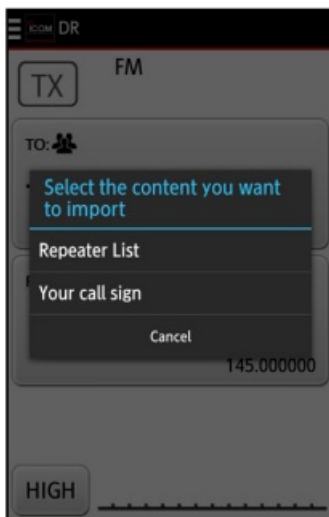 ICOM DR
TX
FM
TO:
Select the content you want
to import
Repeater List
Your call sign
Cancel
145.000000
HIGH